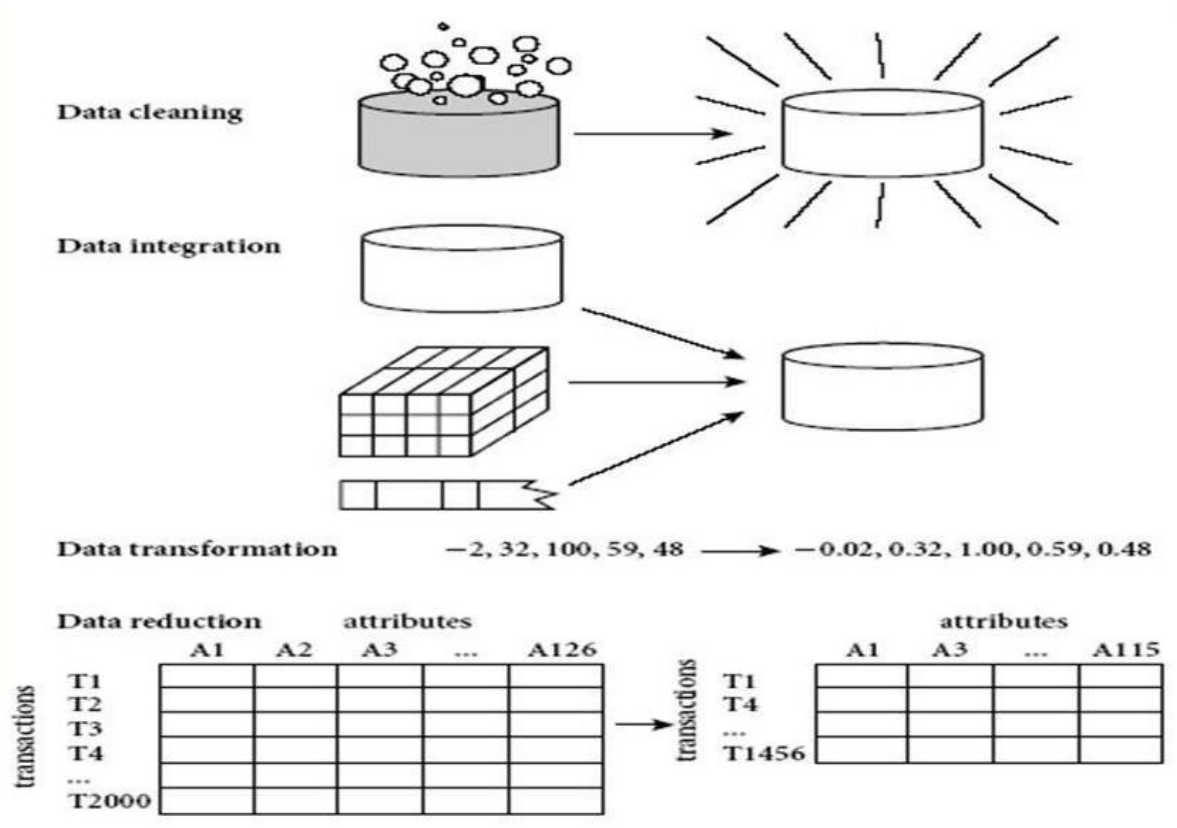 Data cleaning
Data integration
Data transformation −2, 32, 100, 59, 48 −0.02, 0.32, 1.00, 0.59, 0.48
Data reduction attributes
A1 A2 A3 ... A126
transactions
T1
T2
T3
T4
...
T2000
attributes
A1 A3 ... A115
transactions
T1
T4
...
T1456